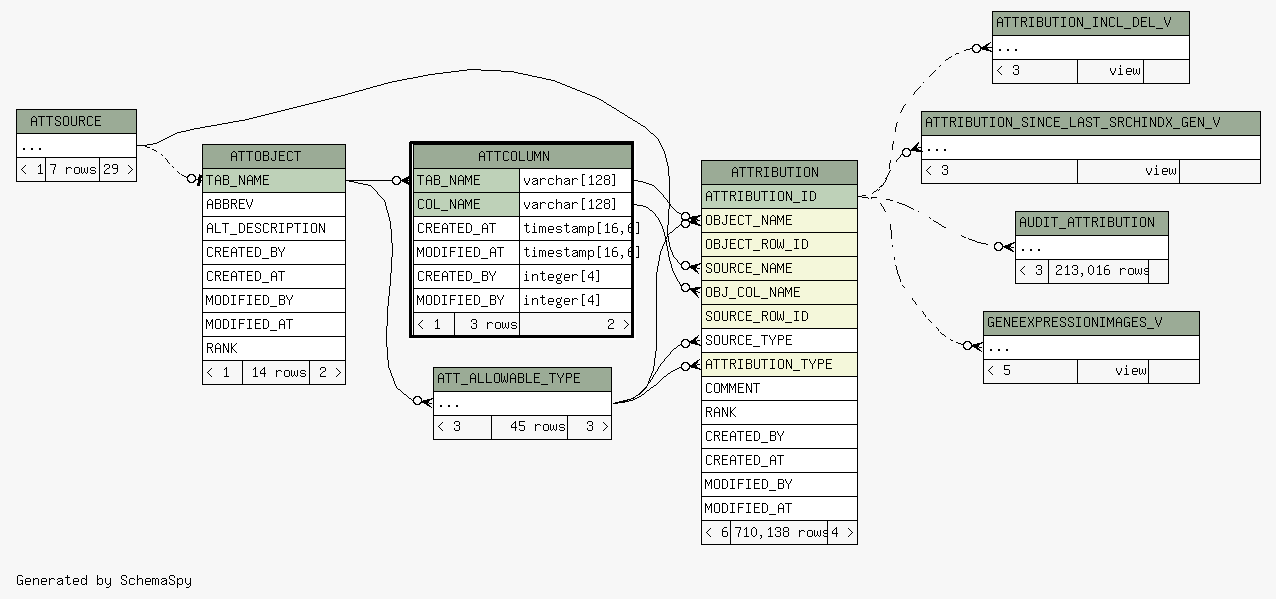 ATTSOURCE
...
< 1 7 rows 29 >
ATTOBJECT
TAB_NAME
ABBREV
ALT_DESCRIPTION
CREATED_BY
CREATED_AT
MODIFIED_BY
MODIFIED_AT
RANK
< 1 14 rows 2 >
ATTCOLUMN
TAB_NAME varchar[128]
COL_NAME varchar[128]
CREATED_AT timestamp[16,6]
MODIFIED_AT timestamp[16,6]
CREATED_BY integer[4]
MODIFIED_BY integer[4]
< 1 3 rows 2 >
ATT_ALLOWABLE_TYPE
...
< 3 45 rows 3 >
ATTRIBUTION
ATTRIBUTION_ID
OBJECT_NAME
OBJECT_ROW_ID
SOURCE_NAME
OBJ_COL_NAME
SOURCE_ROW_ID
SOURCE_TYPE
ATTRIBUTION_TYPE
COMMENT
RANK
CREATED_BY
CREATED_AT
MODIFIED_BY
MODIFIED_AT
< 6 710,138 rows 4 >
ATTRIBUTION_INCL_DEL_V
...
< 3 view
ATTRIBUTION_SINCE_LAST_SRCHINDX_GEN_V
...
< 3 view
AUDIT_ATTRIBUTION
...
< 3 213,016 rows
GENEEXPRESSIONIMAGES_V
...
< 5 view
Generated by SchemaSpy